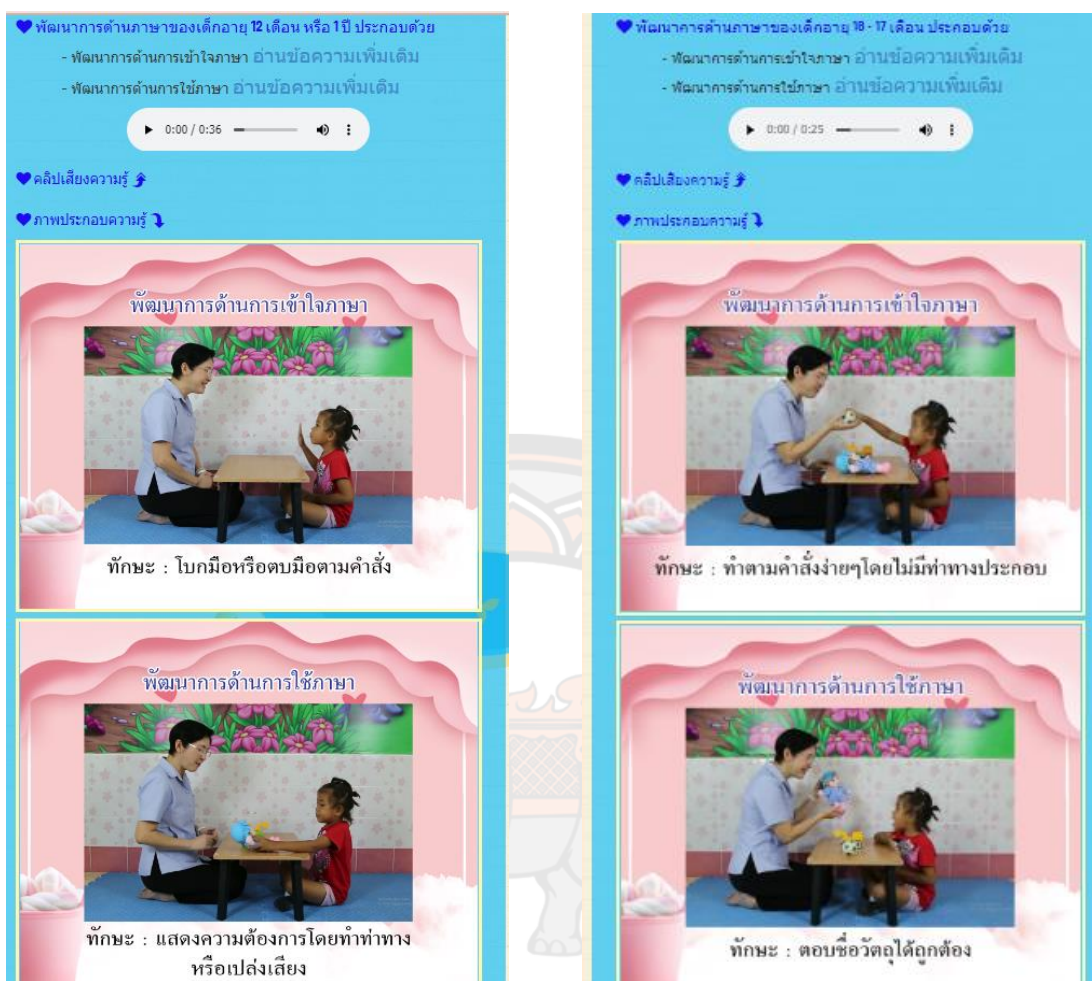 พัฒนาการด้านภาษาของเด็กอายุ 12 เดือน หรือ 1 ปี ประกอบด้วย
- พัฒนาการด้านการเข้าใจภาษา อ่านข้อความเพิ่มเติม
- พัฒนาการด้านการใช้ภาษา อ่านข้อความเพิ่มเติม
0:00 / 0:36
คลิปเสียงความรู้
ภาพประกอบความรู้
พัฒนาการด้านการเข้าใจภาษา
ทักษะ : โบกมือหรือตบมือตามคำสั่ง
พัฒนาการด้านการใช้ภาษา
ทักษะ : แสดงความต้องการโดยทำท่าทาง
หรือเปล่งเสียง
พัฒนาการด้านภาษาของเด็กอายุ 18 - 17 เดือน ประกอบด้วย
- พัฒนาการด้านการเข้าใจภาษา อ่านข้อความเพิ่มเติม
- พัฒนาการด้านการใช้ภาษา อ่านข้อความเพิ่มเติม
0:00 / 0:25
คลิปเสียงความรู้
ภาพประกอบความรู้
พัฒนาการด้านการเข้าใจภาษา
ทักษะ : ทำตามคำสั่งง่ายๆโดยไม่มีท่าทางประกอบ
พัฒนาการด้านการใช้ภาษา
ทักษะ : ตอบชื่อวัตถุได้ถูกต้อง